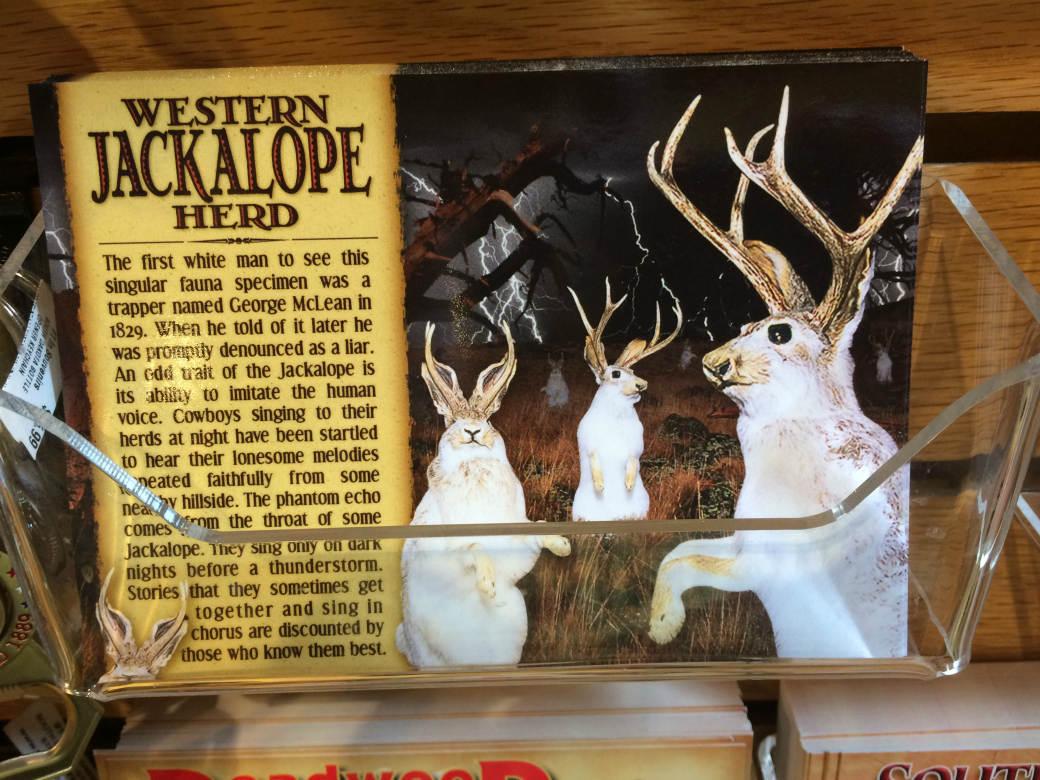 WESTERN
JACKALOPE
HERD
The first white man to see this
singular fauna specimen was a
trapper named George McLean in
1829. When he told of it later he
was promptly denounced as a liar.
An odd trait of the Jackalope is
its ability to imitate the human
voice. Cowboys singing to their
herds at night have been startled
to hear their lonesome melodies
repeated faithfully from some
nearby hillside. The phantom echo
comes from the throat of some
Jackalope. They sing only on dark
nights before a thunderstorm.
Stories that they sometimes get
together and sing in
chorus are discounted by
those who know them best.
DeadwooD
SOUTH